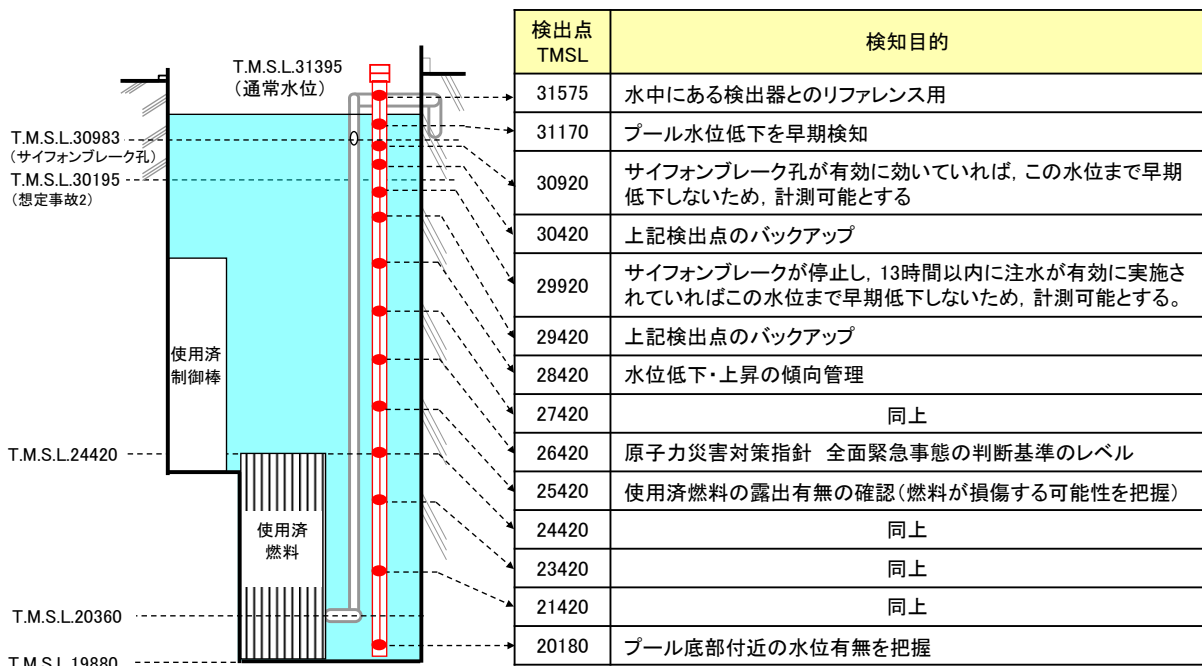 T.M.S.L.31395
（通常水位）
T.M.S.L.30983
（サイフォンブレーク孔）
T.M.S.L.30195
（想定事故2）
使用済
制御棒
T.M.S.L.24420
使用済
燃料
T.M.S.L.20360
T.M.S.L.19880
検出点
TMSL
検知目的
31575
水中にある検出器とのリファレンス用
31170
プール水位低下を早期検知
30920
サイフォンブレーク孔が有効に効いていれば，この水位まで早期
低下しないため，計測可能とする
30420
上記検出点のバックアップ
29920
サイフォンブレークが停止し，13時間以内に注水が有効に実施さ
れていればこの水位まで早期低下しないため，計測可能とする。
29420
上記検出点のバックアップ
28420
水位低下・上昇の傾向管理
27420
同上
26420
原子力災害対策指針　全面緊急事態の判断基準のレベル
25420
使用済燃料の露出有無の確認（燃料が損傷する可能性を把握）
24420
同上
23420
同上
21420
同上
20180
プール底部付近の水位有無を把握